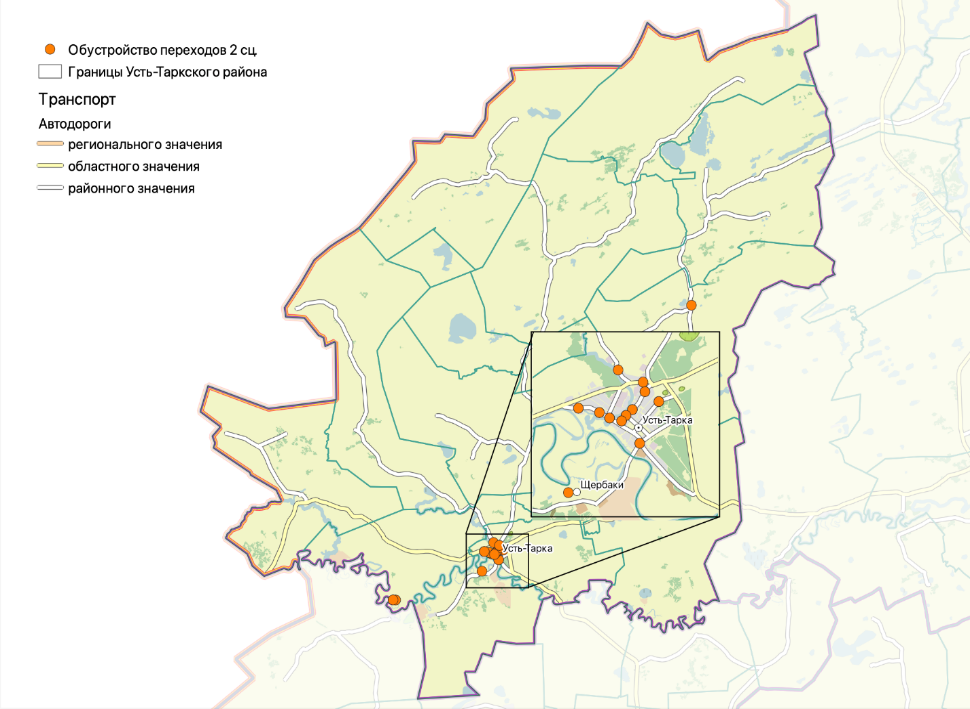 Обустройство переходов 2 сц.
Границы Усть-Таркского района
Транспорт
Автодороги
регионального значения
областного значения
районного значения
Усть-Тарка
Щербаки
Усть-Тарка